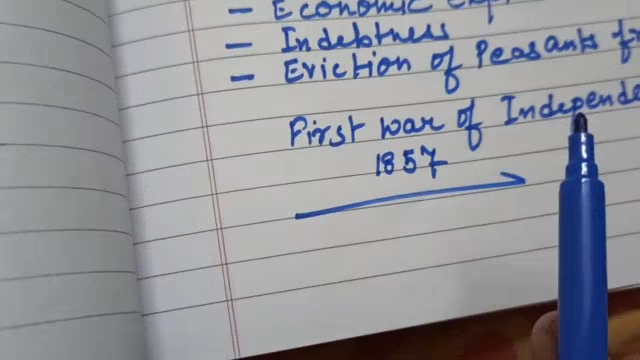 - Economic
- Indebtness
- Eviction of Peasants
First War of Independe
1857